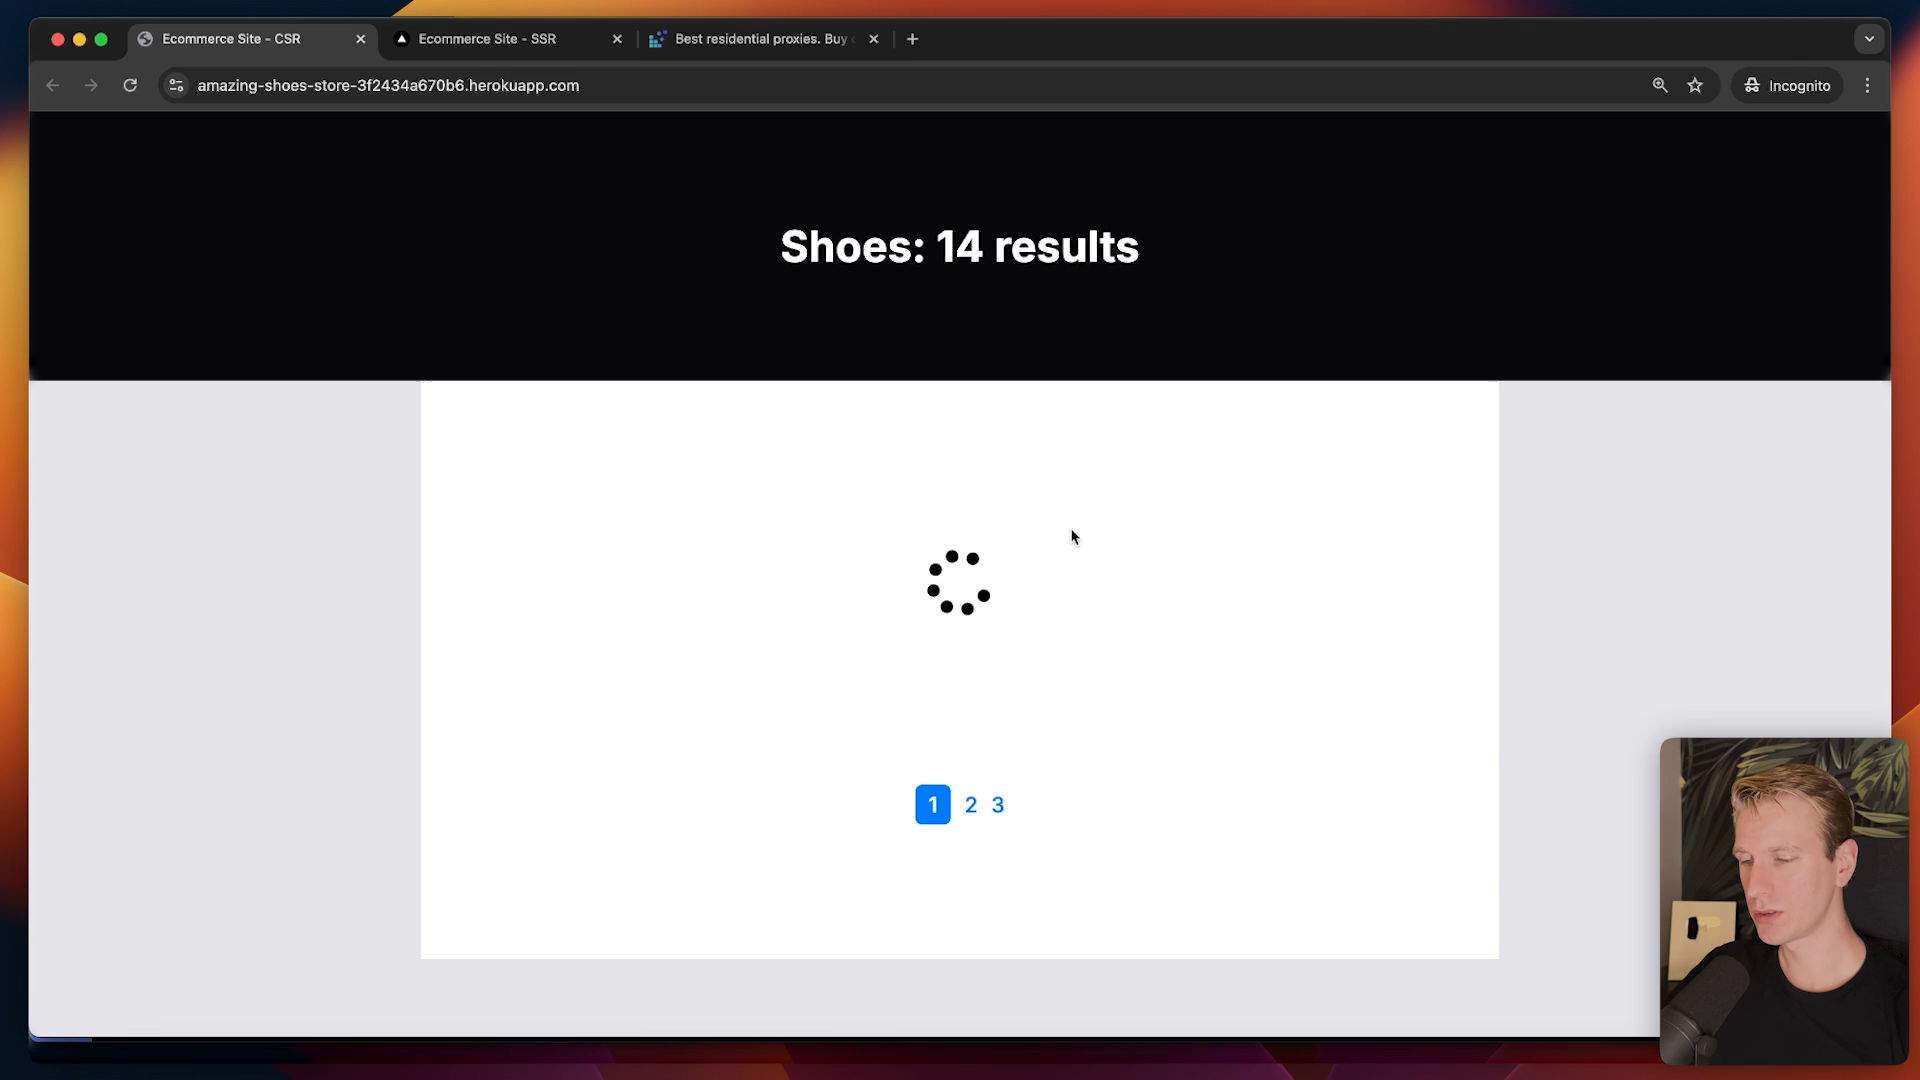 Ecommerce Site - CSR
Ecommerce Site - SSR
Best residential proxies. Buy
amazing-shoes-store-3f2434a670b6.herokuapp.com
Incognito
Shoes: 14 results
1 2 3